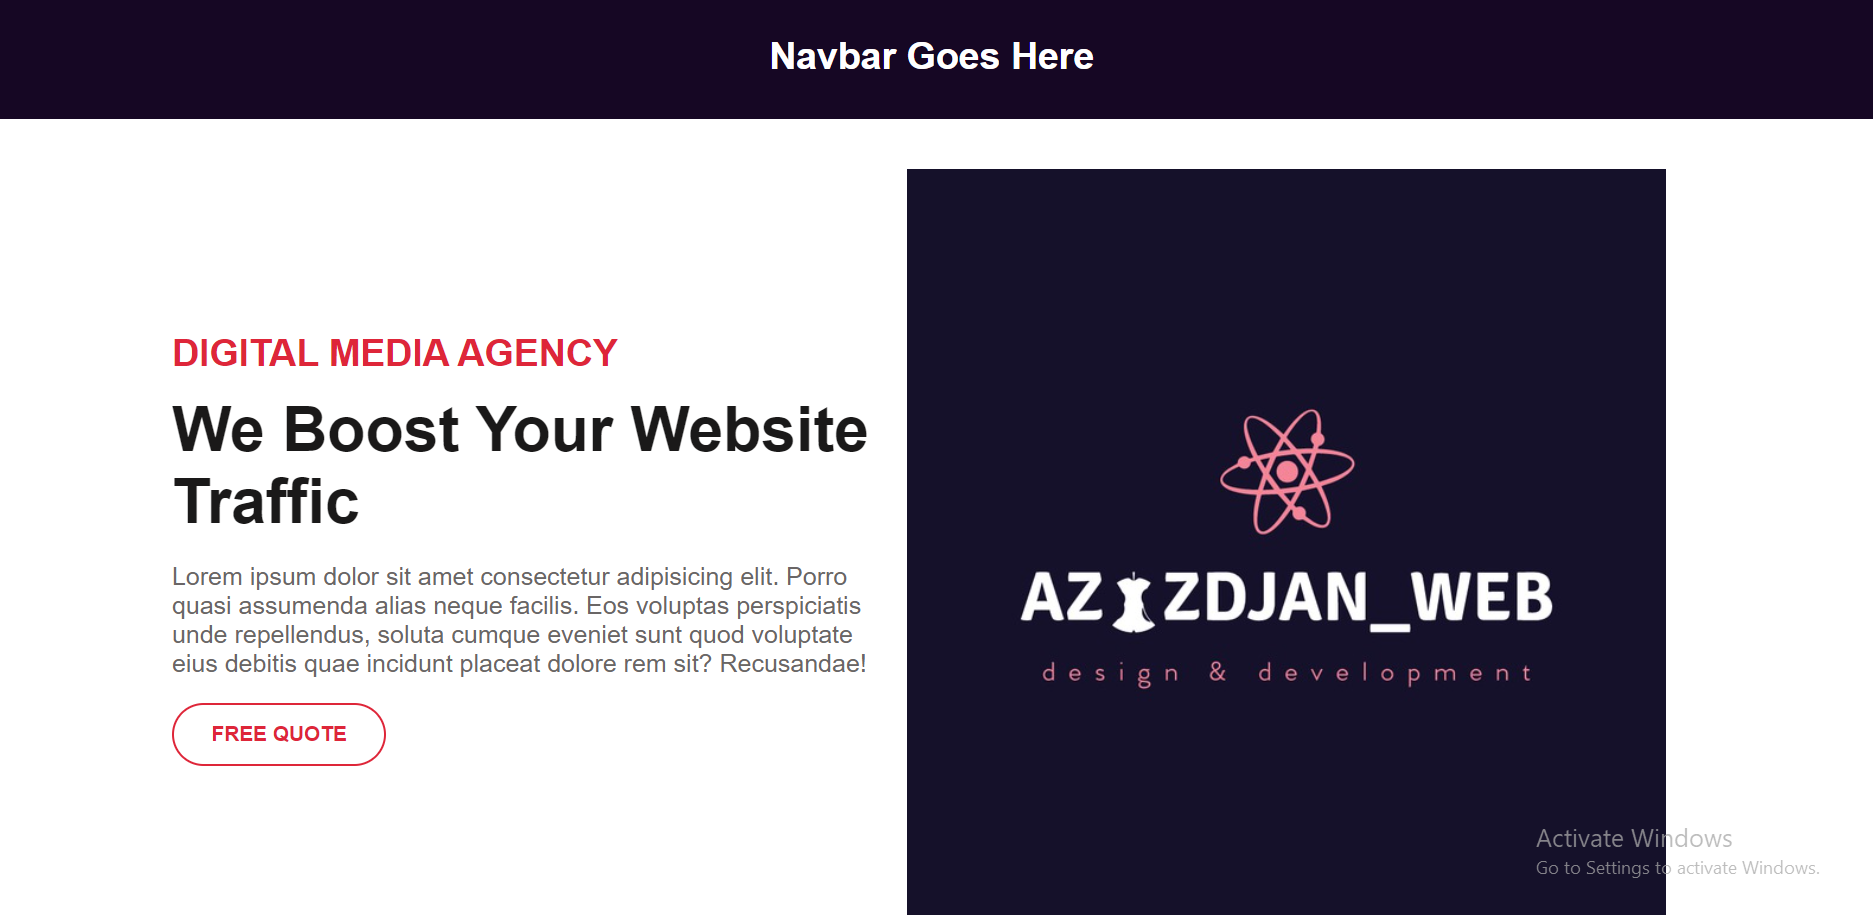 Navbar Goes Here
DIGITAL MEDIA AGENCY
We Boost Your Website
Traffic
Lorem ipsum dolor sit amet consectetur adipisicing elit. Porro
quasi assumenda alias neque facilis. Eos voluptas perspiciatis
unde repellendus, soluta cumque eveniet sunt quod voluptate
eius debitis quae incidunt placeat dolore rem sit? Recusandae!
FREE QUOTE
AZIZDJAN_WEB
design & development
Activate Windows
Go to Settings to activate Windows.